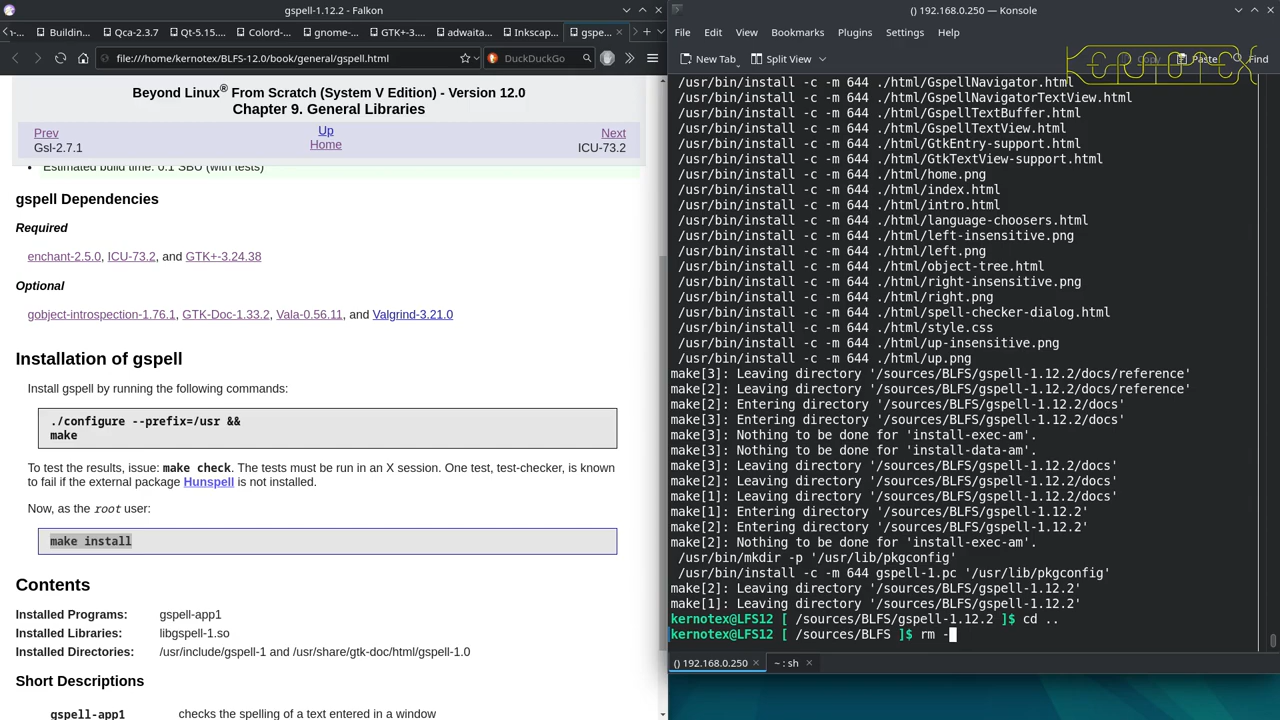 gspell-1.12.2 - Falkon
n-...
Building...
Qca-2.3.7
Qt-5.15....
Colord-...
gnome-...
GTK+-3....
adwaita...
Inkscap...
gspe...
file:///home/kernotex/BLFS-12.0/book/general/gspell.html
DuckDuckGo
Beyond Linux® From Scratch (System V Edition) - Version 12.0
Chapter 9. General Libraries
Prev
Up
Next
Gsl-2.7.1
Home
ICU-73.2
Estimated build time: 0.1 SBU (with tests)
gspell Dependencies
Required
enchant-2.5.0, ICU-73.2, and GTK+-3.24.38
Optional
gobject-introspection-1.76.1, GTK-Doc-1.33.2, Vala-0.56.11, and Valgrind-3.21.0
Installation of gspell
Install gspell by running the following commands:
./configure --prefix=/usr &&
make
To test the results, issue: make check. The tests must be run in an X session. One test, test-checker, is known
to fail if the external package Hunspell is not installed.
Now, as the root user:
make install
Contents
Installed Programs: gspell-app1
Installed Libraries: libgspell-1.so
Installed Directories: /usr/include/gspell-1 and /usr/share/gtk-doc/html/gspell-1.0
Short Descriptions
gspell-app1 checks the spelling of a text entered in a window
() 192.168.0.250 — Konsole
File Edit View Bookmarks Plugins Settings Help
New Tab
Split View
Copy
Paste
Find
KERNOTEX
/usr/bin/install -c -m 644 ./html/GspellNavigator.html
/usr/bin/install -c -m 644 ./html/GspellNavigatorTextView.html
/usr/bin/install -c -m 644 ./html/GspellTextBuffer.html
/usr/bin/install -c -m 644 ./html/GspellTextView.html
/usr/bin/install -c -m 644 ./html/GtkEntry-support.html
/usr/bin/install -c -m 644 ./html/GtkTextView-support.html
/usr/bin/install -c -m 644 ./html/home.png
/usr/bin/install -c -m 644 ./html/index.html
/usr/bin/install -c -m 644 ./html/intro.html
/usr/bin/install -c -m 644 ./html/language-choosers.html
/usr/bin/install -c -m 644 ./html/left-insensitive.png
/usr/bin/install -c -m 644 ./html/left.png
/usr/bin/install -c -m 644 ./html/object-tree.html
/usr/bin/install -c -m 644 ./html/right-insensitive.png
/usr/bin/install -c -m 644 ./html/right.png
/usr/bin/install -c -m 644 ./html/spell-checker-dialog.html
/usr/bin/install -c -m 644 ./html/style.css
/usr/bin/install -c -m 644 ./html/up-insensitive.png
/usr/bin/install -c -m 644 ./html/up.png
make[3]: Leaving directory '/sources/BLFS/gspell-1.12.2/docs/reference'
make[2]: Leaving directory '/sources/BLFS/gspell-1.12.2/docs/reference'
make[2]: Entering directory '/sources/BLFS/gspell-1.12.2/docs'
make[3]: Entering directory '/sources/BLFS/gspell-1.12.2/docs'
make[3]: Nothing to be done for 'install-exec-am'.
make[3]: Nothing to be done for 'install-data-am'.
make[3]: Leaving directory '/sources/BLFS/gspell-1.12.2/docs'
make[2]: Leaving directory '/sources/BLFS/gspell-1.12.2/docs'
make[1]: Leaving directory '/sources/BLFS/gspell-1.12.2/docs'
make[1]: Entering directory '/sources/BLFS/gspell-1.12.2'
make[2]: Entering directory '/sources/BLFS/gspell-1.12.2'
make[2]: Nothing to be done for 'install-exec-am'.
/usr/bin/mkdir -p '/usr/lib/pkgconfig'
/usr/bin/install -c -m 644 gspell-1.pc '/usr/lib/pkgconfig'
make[2]: Leaving directory '/sources/BLFS/gspell-1.12.2'
make[1]: Leaving directory '/sources/BLFS/gspell-1.12.2'
kernotex@LFS12 [ /sources/BLFS/gspell-1.12.2 ]$ cd ..
kernotex@LFS12 [ /sources/BLFS ]$ rm -
() 192.168.0.250
~ : sh